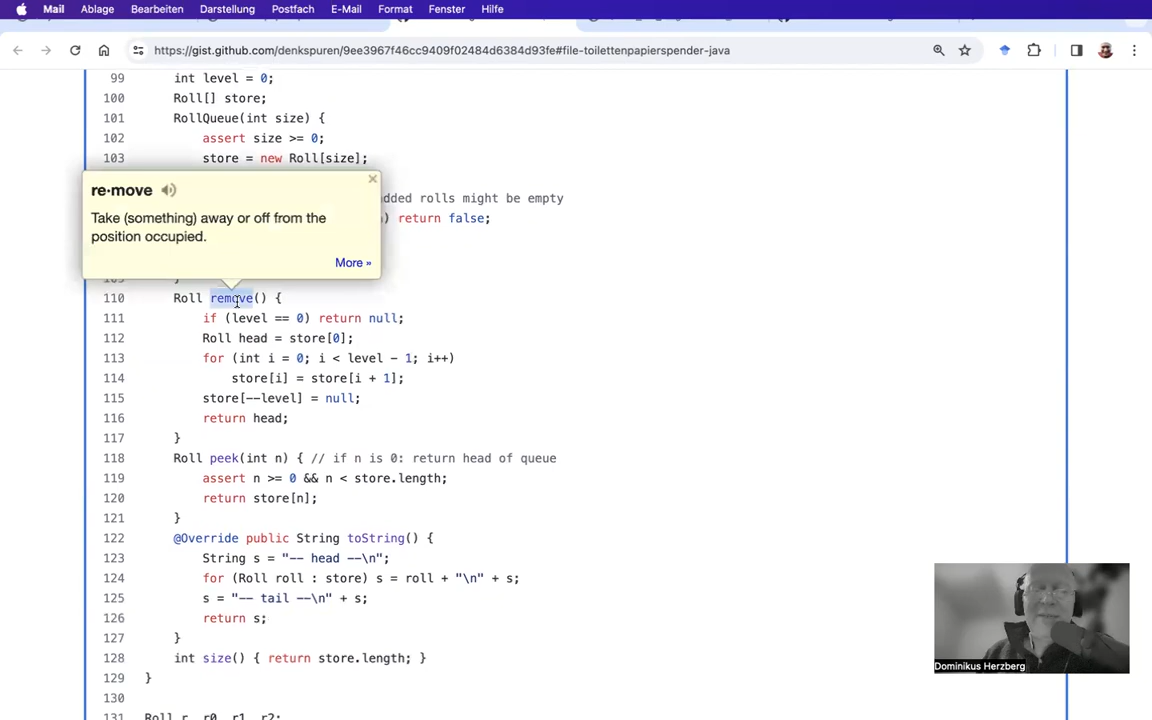 Mail Ablage Bearbeiten Darstellung Postfach E-Mail Format Fenster Hilfe
https://gist.github.com/denkspuren/9ee3967f46cc9409f02484d6384d93fe#file-toilettenpapierspender-java
99 int level = 0;
100 Roll[] store;
101 RollQueue(int size) {
102 assert size >= 0;
103 store = new Roll[size];
re·move
dded rolls might be empty
Take (something) away or off from the
) return false;
position occupied.
More »
110 Roll remove() {
111 if (level == 0) return null;
112 Roll head = store[0];
113 for (int i = 0; i < level - 1; i++)
114 store[i] = store[i + 1];
115 store[--level] = null;
116 return head;
117 }
118 Roll peek(int n) { // if n is 0: return head of queue
119 assert n >= 0 && n < store.length;
120 return store[n];
121 }
122 @Override public String toString() {
123 String s = "-- head --\n";
124 for (Roll roll : store) s = roll + "\n" + s;
125 s = "-- tail --\n" + s;
126 return s;
127 }
128 int size() { return store.length; }
129 }
130
131 Roll r, r0, r1, r2;
Dominikus Herzberg